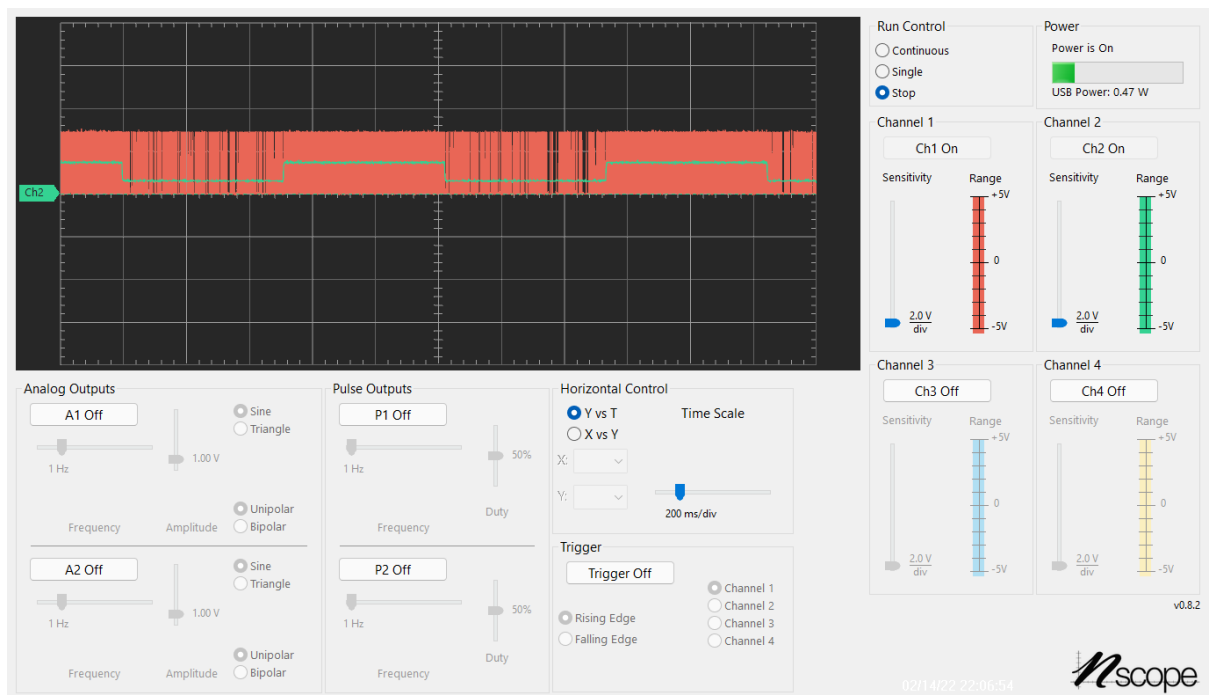 Ch2
Run Control
Continuous
Single
Stop
Power
Power is On
USB Power: 0.47 W
Channel 1
Ch1 On
Sensitivity
Range
+5V
0
-5V
2.0 V
div
Channel 2
Ch2 On
Sensitivity
Range
+5V
0
-5V
2.0 V
div
Channel 3
Ch3 Off
Sensitivity
Range
+5V
0
-5V
2.0 V
div
Channel 4
Ch4 Off
Sensitivity
Range
+5V
0
-5V
2.0 V
div
Analog Outputs
A1 Off
1 Hz
Frequency
1.00 V
Amplitude
Sine
Triangle
Unipolar
Bipolar
A2 Off
1 Hz
Frequency
1.00 V
Amplitude
Sine
Triangle
Unipolar
Bipolar
Pulse Outputs
P1 Off
1 Hz
Frequency
50%
Duty
P2 Off
1 Hz
Frequency
50%
Duty
Horizontal Control
Y vs T
X vs Y
X:
Y:
Time Scale
200 ms/div
Trigger
Trigger Off
Rising Edge
Falling Edge
Channel 1
Channel 2
Channel 3
Channel 4
v0.8.2
nscope
02/14/22 22:06:54